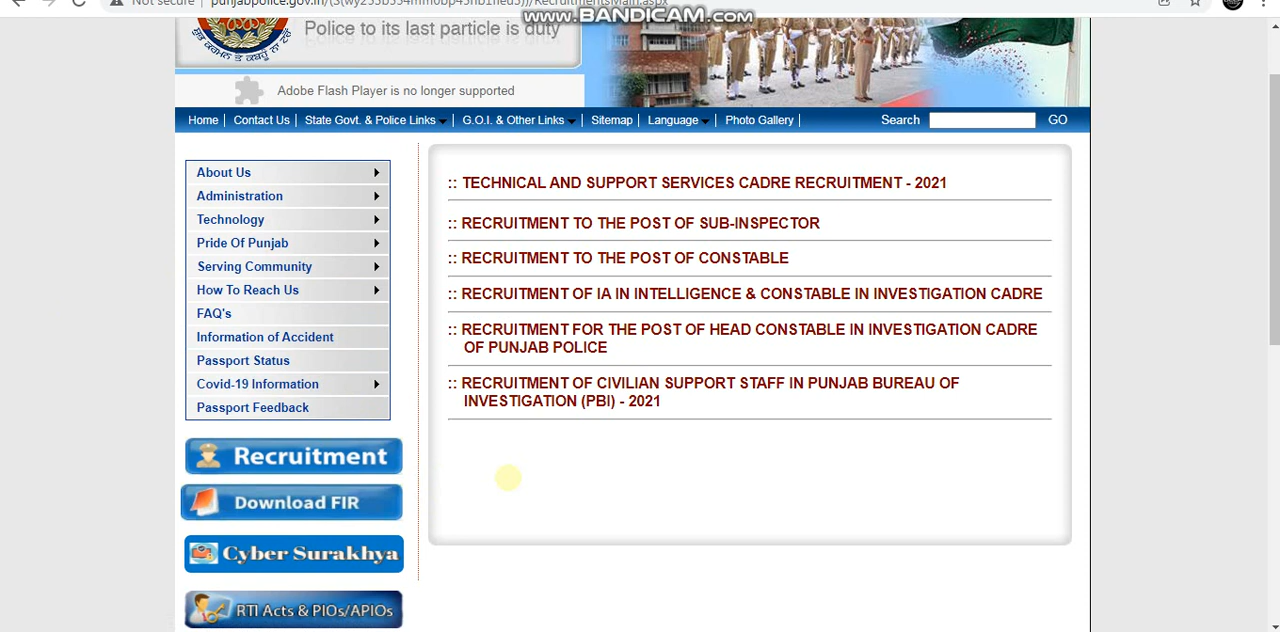 Not secure
punjabpolice.gov.in/
RecruitmentsMain.aspx
www.BANDICAM.com
Police to its last particle is duty
Adobe Flash Player is no longer supported
Home | Contact Us | State Govt. & Police Links | G.O.I. & Other Links | Sitemap | Language | Photo Gallery | Search GO
About Us
Administration
Technology
Pride Of Punjab
Serving Community
How To Reach Us
FAQ's
Information of Accident
Passport Status
Covid-19 Information
Passport Feedback
Recruitment
Download FIR
Cyber Surakhya
RTI Acts & PIOs/APIOs
:: TECHNICAL AND SUPPORT SERVICES CADRE RECRUITMENT - 2021
:: RECRUITMENT TO THE POST OF SUB-INSPECTOR
:: RECRUITMENT TO THE POST OF CONSTABLE
:: RECRUITMENT OF IA IN INTELLIGENCE & CONSTABLE IN INVESTIGATION CADRE
:: RECRUITMENT FOR THE POST OF HEAD CONSTABLE IN INVESTIGATION CADRE
OF PUNJAB POLICE
:: RECRUITMENT OF CIVILIAN SUPPORT STAFF IN PUNJAB BUREAU OF
INVESTIGATION (PBI) - 2021